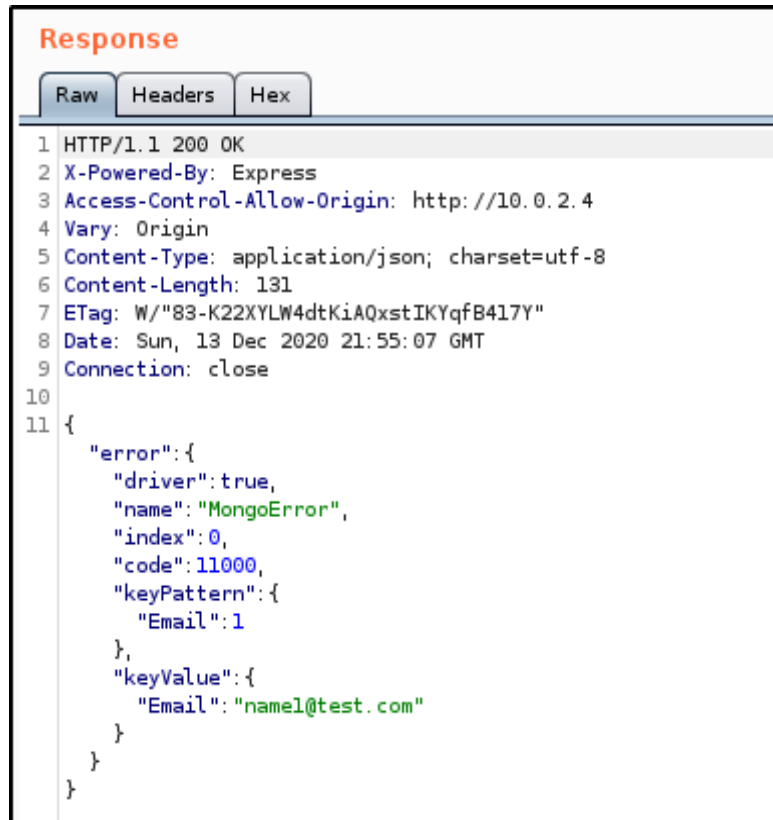 Response
Raw Headers Hex
1 HTTP/1.1 200 OK
2 X-Powered-By: Express
3 Access-Control-Allow-Origin: http://10.0.2.4
4 Vary: Origin
5 Content-Type: application/json; charset=utf-8
6 Content-Length: 131
7 ETag: W/"83-K22XYLW4dtKiAQxstIKYqfB417Y"
8 Date: Sun, 13 Dec 2020 21:55:07 GMT
9 Connection: close
10
11 {
"error":{
"driver":true,
"name":"MongoError",
"index":0,
"code":11000,
"keyPattern":{
"Email":1
},
"keyValue":{
"Email":"name1@test.com"
}
}
}